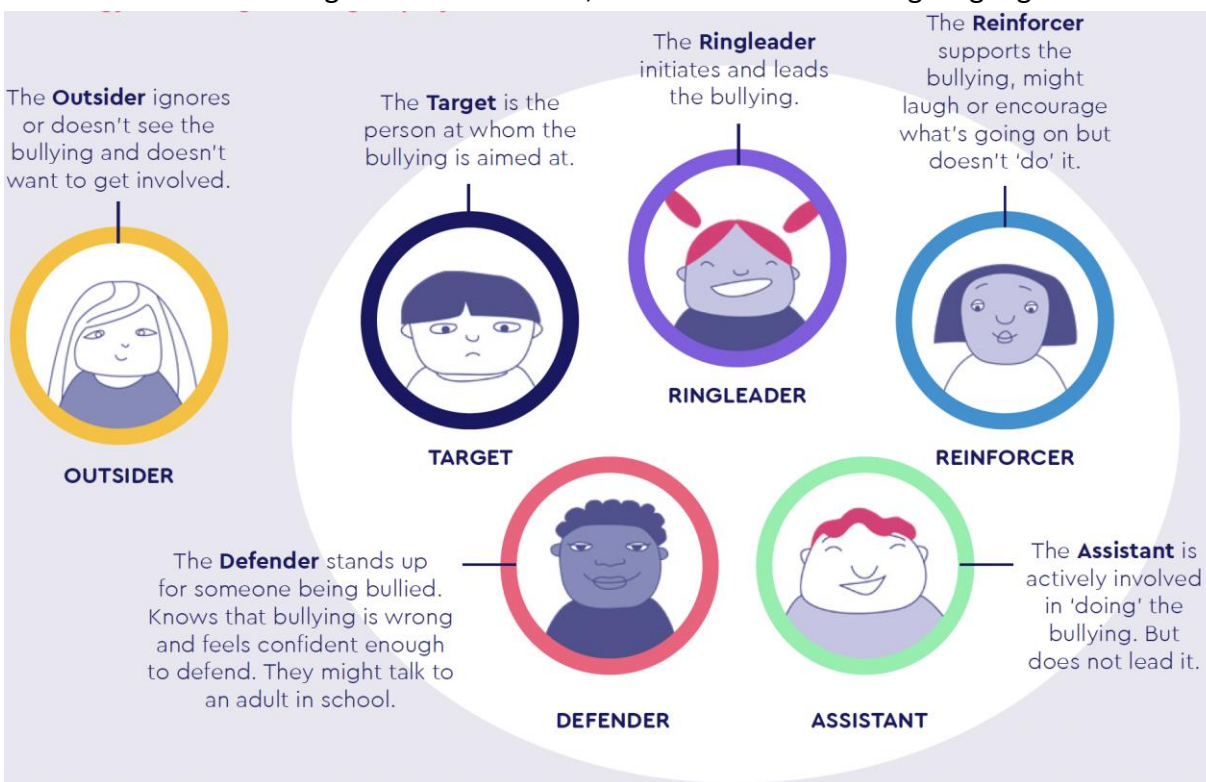 The Outsider ignores
or doesn't see the
bullying and doesn't
want to get involved.
OUTSIDER
The Target is the
person at whom the
bullying is aimed at.
TARGET
The Ringleader
initiates and leads
the bullying.
RINGLEADER
The Reinforcer
supports the
bullying, might
laugh or encourage
what's going on but
doesn't 'do' it.
REINFORCER
The Defender stands up
for someone being bullied.
Knows that bullying is wrong
and feels confident enough
to defend. They might talk to
an adult in school.
DEFENDER
The Assistant is
actively involved
in 'doing' the
bullying. But
does not lead it.
ASSISTANT